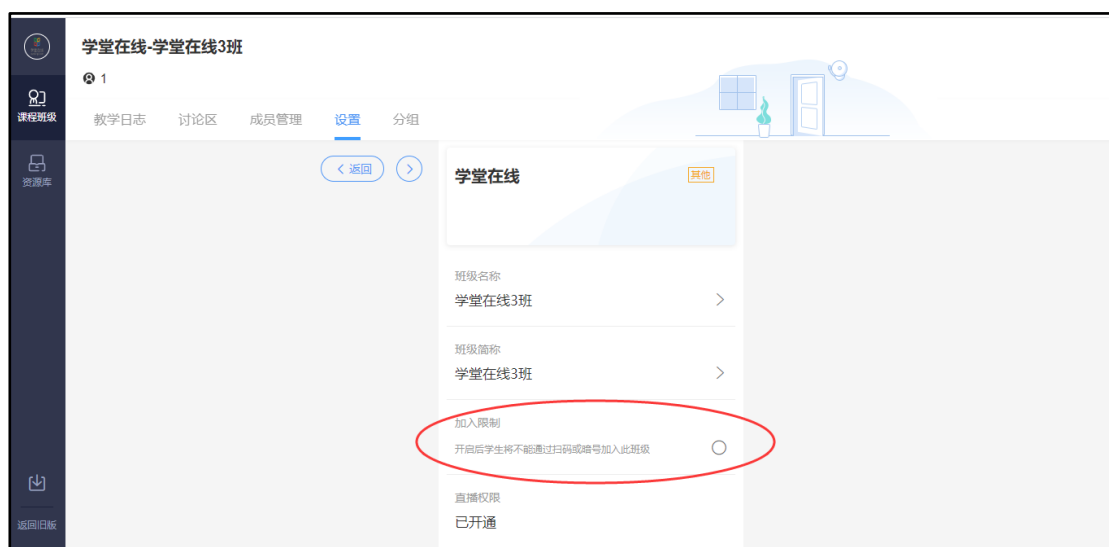 学堂在线-学堂在线3班
1
课程班级
教学日志 讨论区 成员管理 设置 分组
资源库
< 返回 >
学堂在线
其他
班级名称
学堂在线3班
班级简称
学堂在线3班
加入限制
开启后学生将不能通过扫码或暗号加入此班级
直播权限
已开通
返回旧版